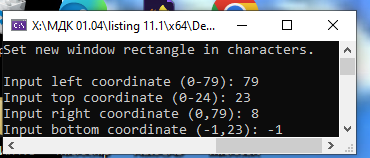 X:\МДК 01.04\listing 11.1\x64\De...
Set new window rectangle in characters.
Input left coordinate (0-79): 79
Input top coordinate (0-24): 23
Input right coordinate (0,79): 8
Input bottom coordinate (-1,23): -1